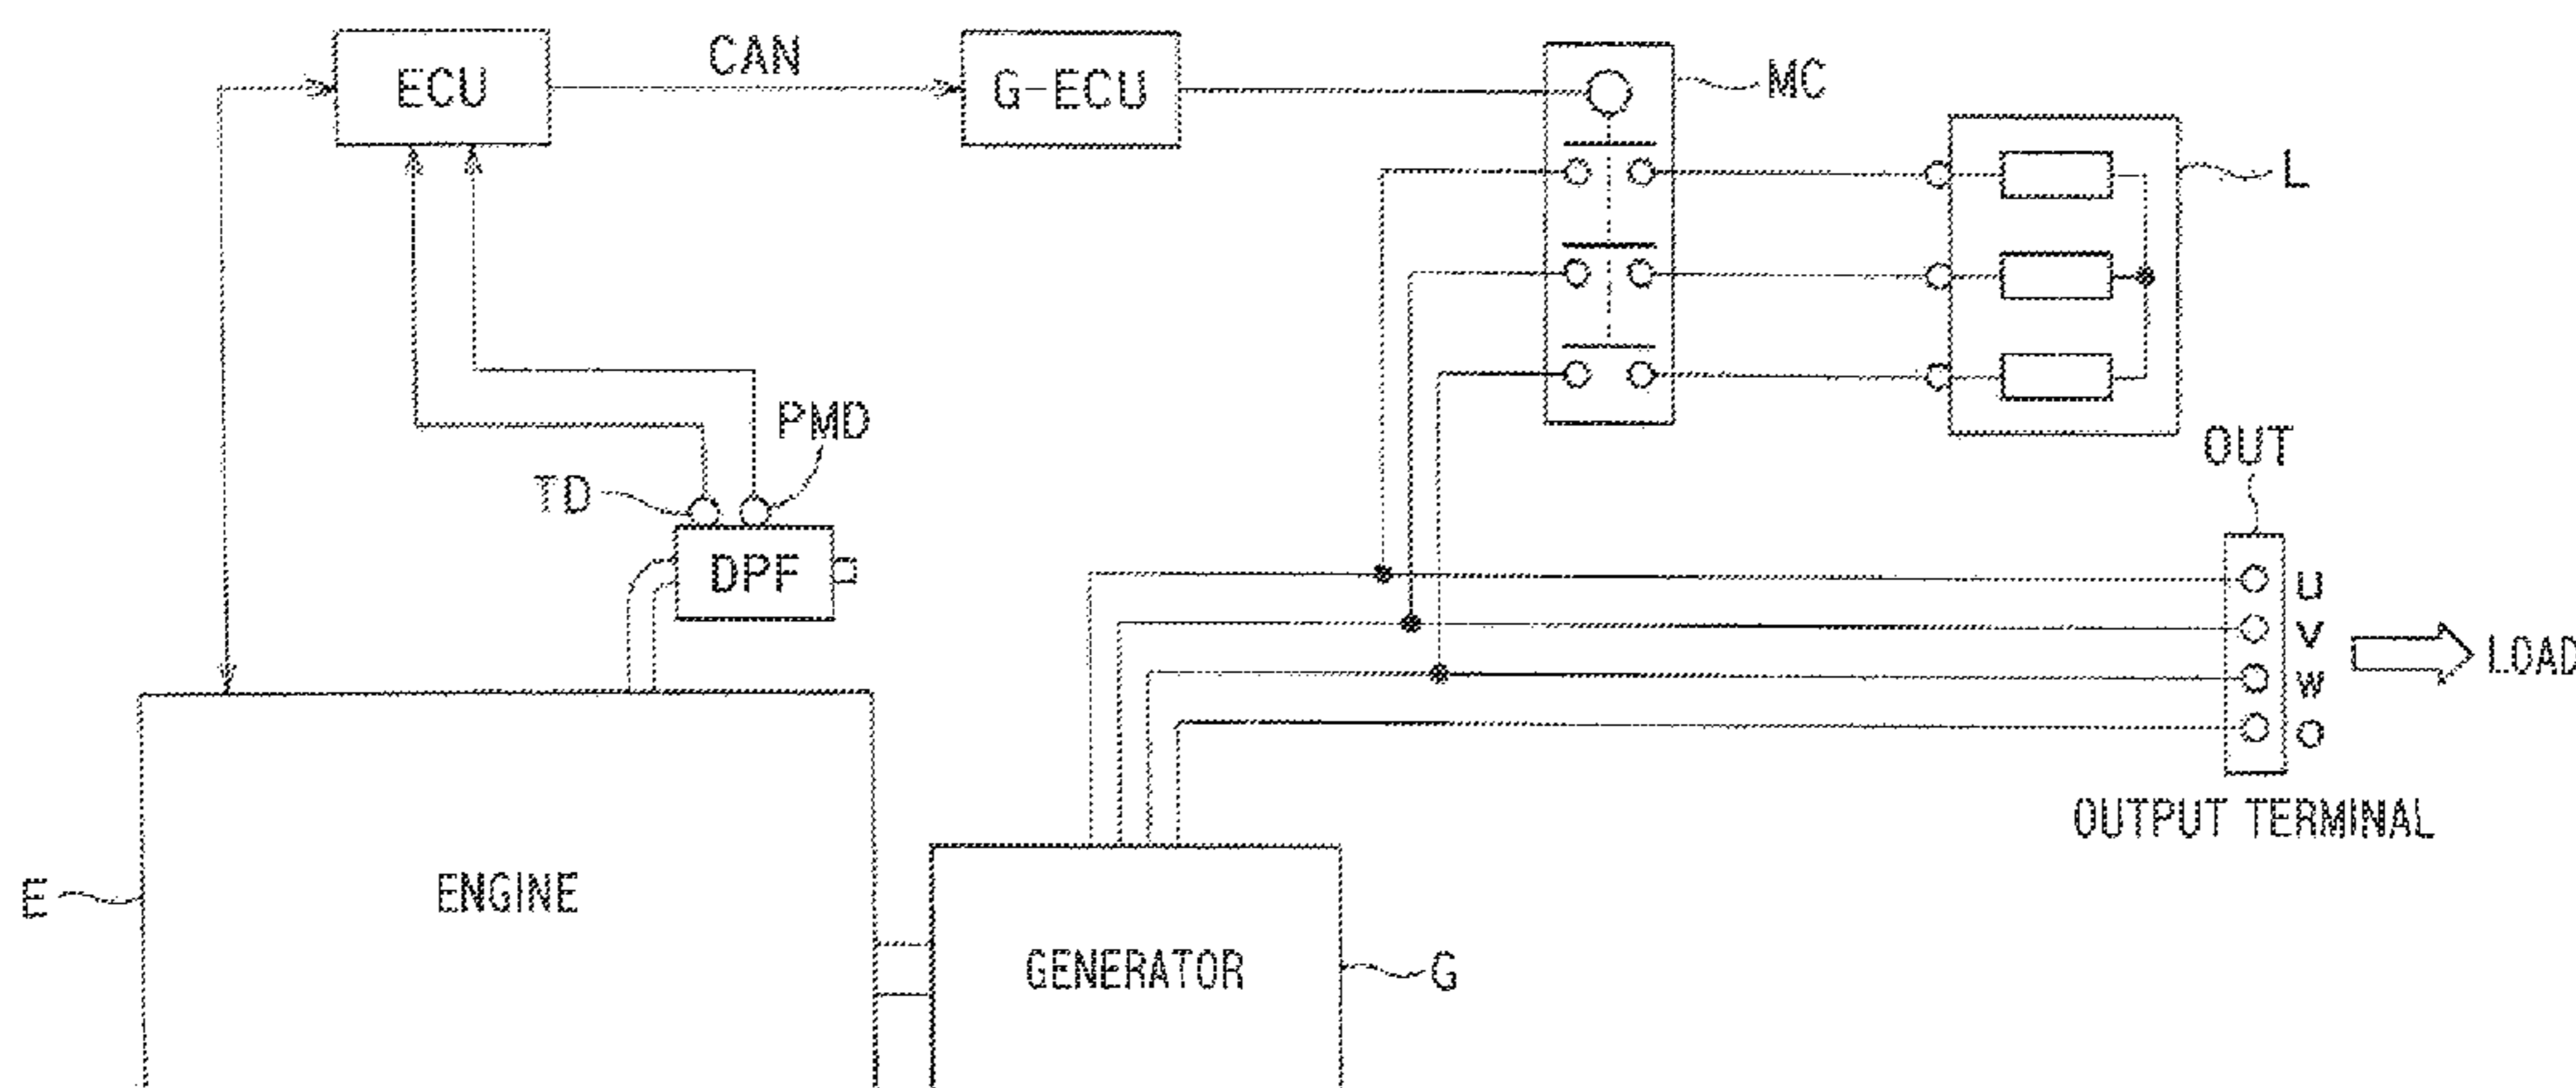 CAN
ECU
G-ECU
MC
L
PMD
TD
DPF
OUT
U
V
W
O
LOAD
OUTPUT TERMINAL
E
ENGINE
GENERATOR
G